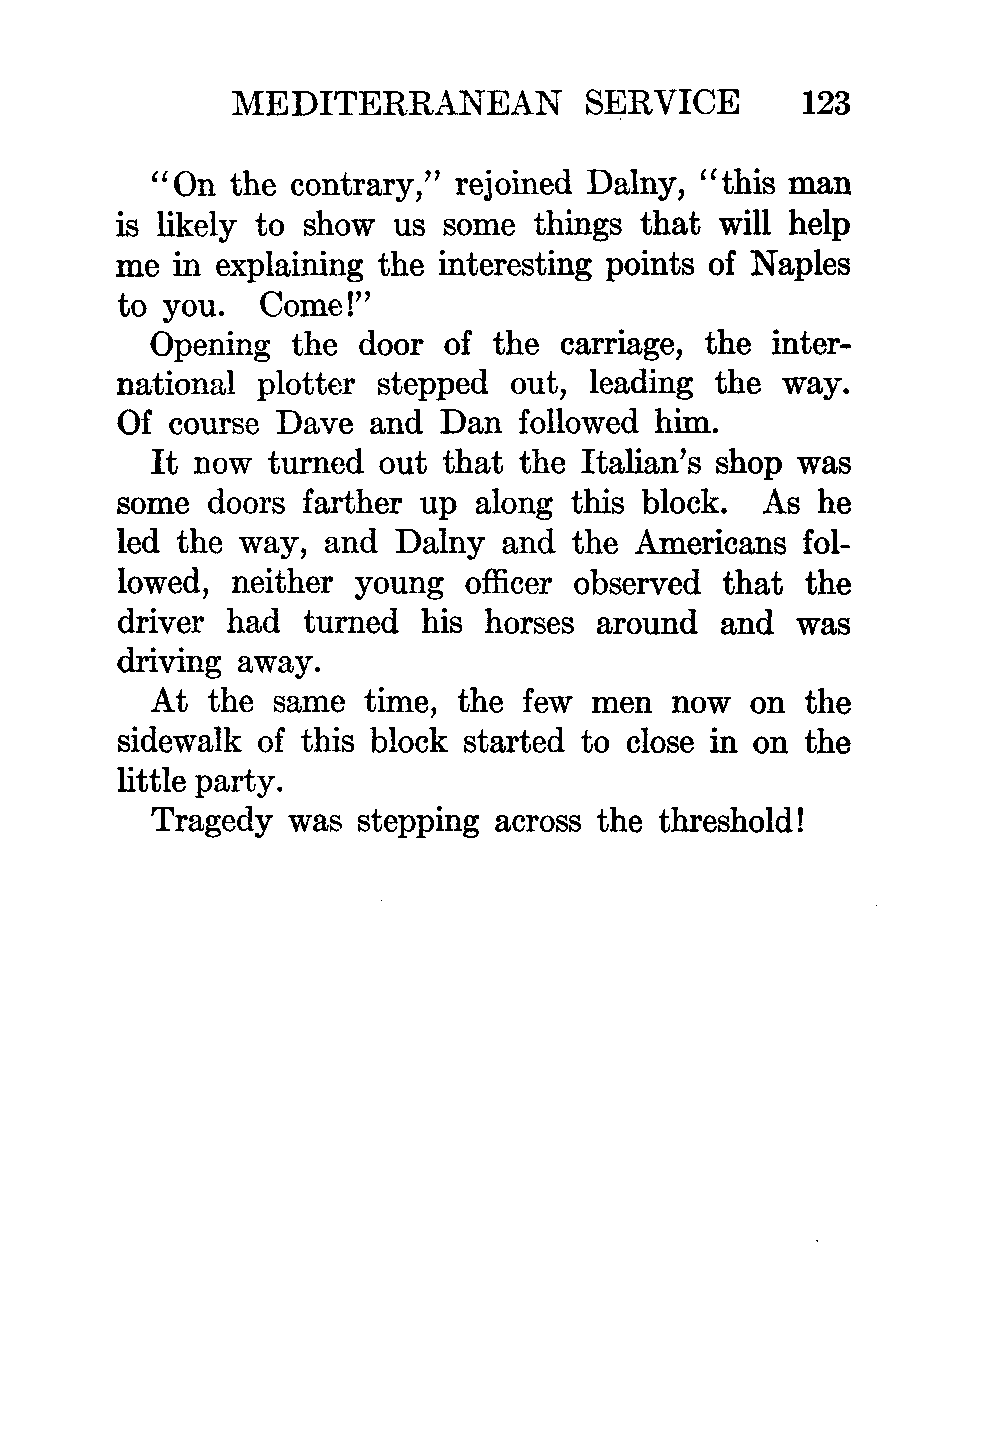 MEDITERRANEAN SERVICE 123
“On the contrary,” rejoined Dalny, “this man
is likely to show us some things that will help
me in explaining the interesting points of Naples
to you. Come!”
Opening the door of the carriage, the inter-
national plotter stepped out, leading the way.
Of course Dave and Dan followed him.
It now turned out that the Italian’s shop was
some doors farther up along this block. As he
led the way, and Dalny and the Americans fol-
lowed, neither young officer observed that the
driver had turned his horses around and was
driving away.
At the same time, the few men now on the
sidewalk of this block started to close in on the
little party.
Tragedy was stepping across the threshold!